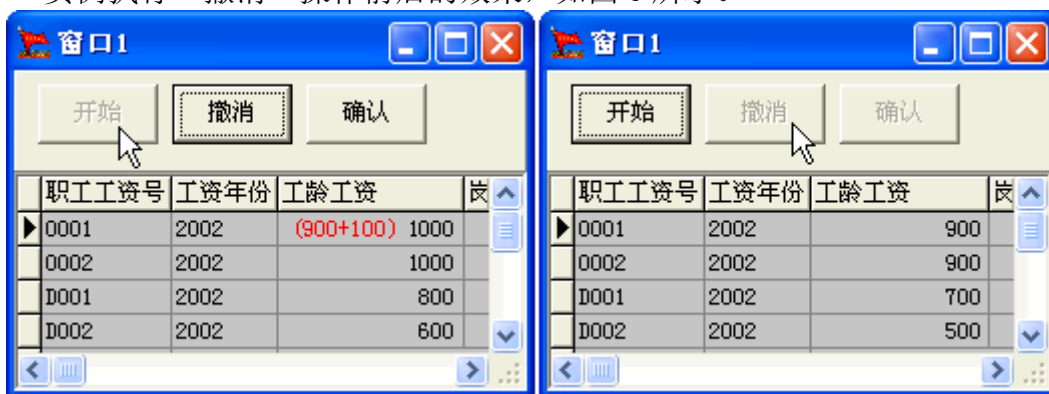 窗口1
开始 撤消 确认
职工工资号 工资年份 工龄工资 岗
0001 2002 (900+100) 1000
0002 2002 1000
D001 2002 800
D002 2002 600
窗口1
开始 撤消 确认
职工工资号 工资年份 工龄工资 岗
0001 2002 900
0002 2002 900
D001 2002 700
D002 2002 500